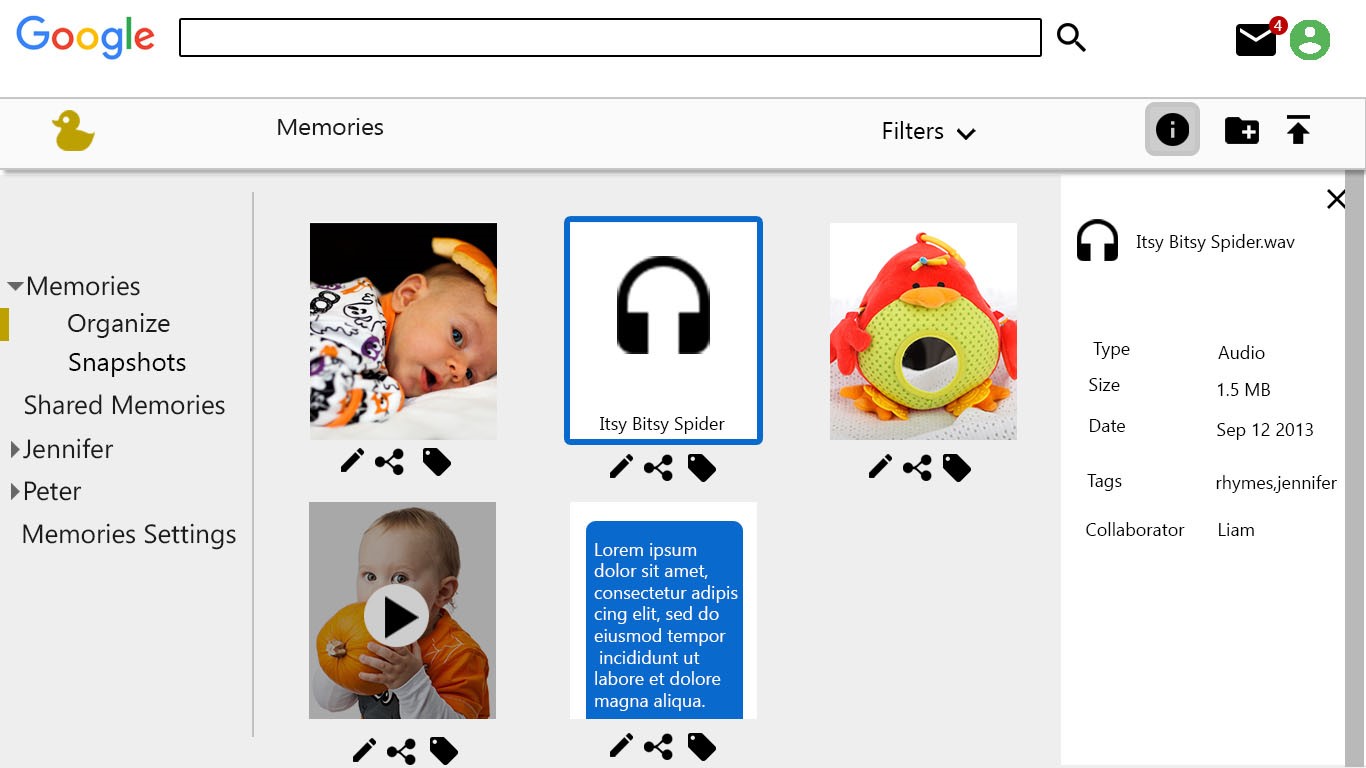 Google
4
Memories
Filters
Memories
Organize
Snapshots
Shared Memories
Jennifer
Peter
Memories Settings
Itsy Bitsy Spider
Lorem ipsum
dolor sit amet,
consectetur adipis
cing elit, sed do
eiusmod tempor
incididunt ut
labore et dolore
magna aliqua.
Itsy Bitsy Spider.wav
Type Audio
Size 1.5 MB
Date Sep 12 2013
Tags rhymes,jennifer
Collaborator Liam